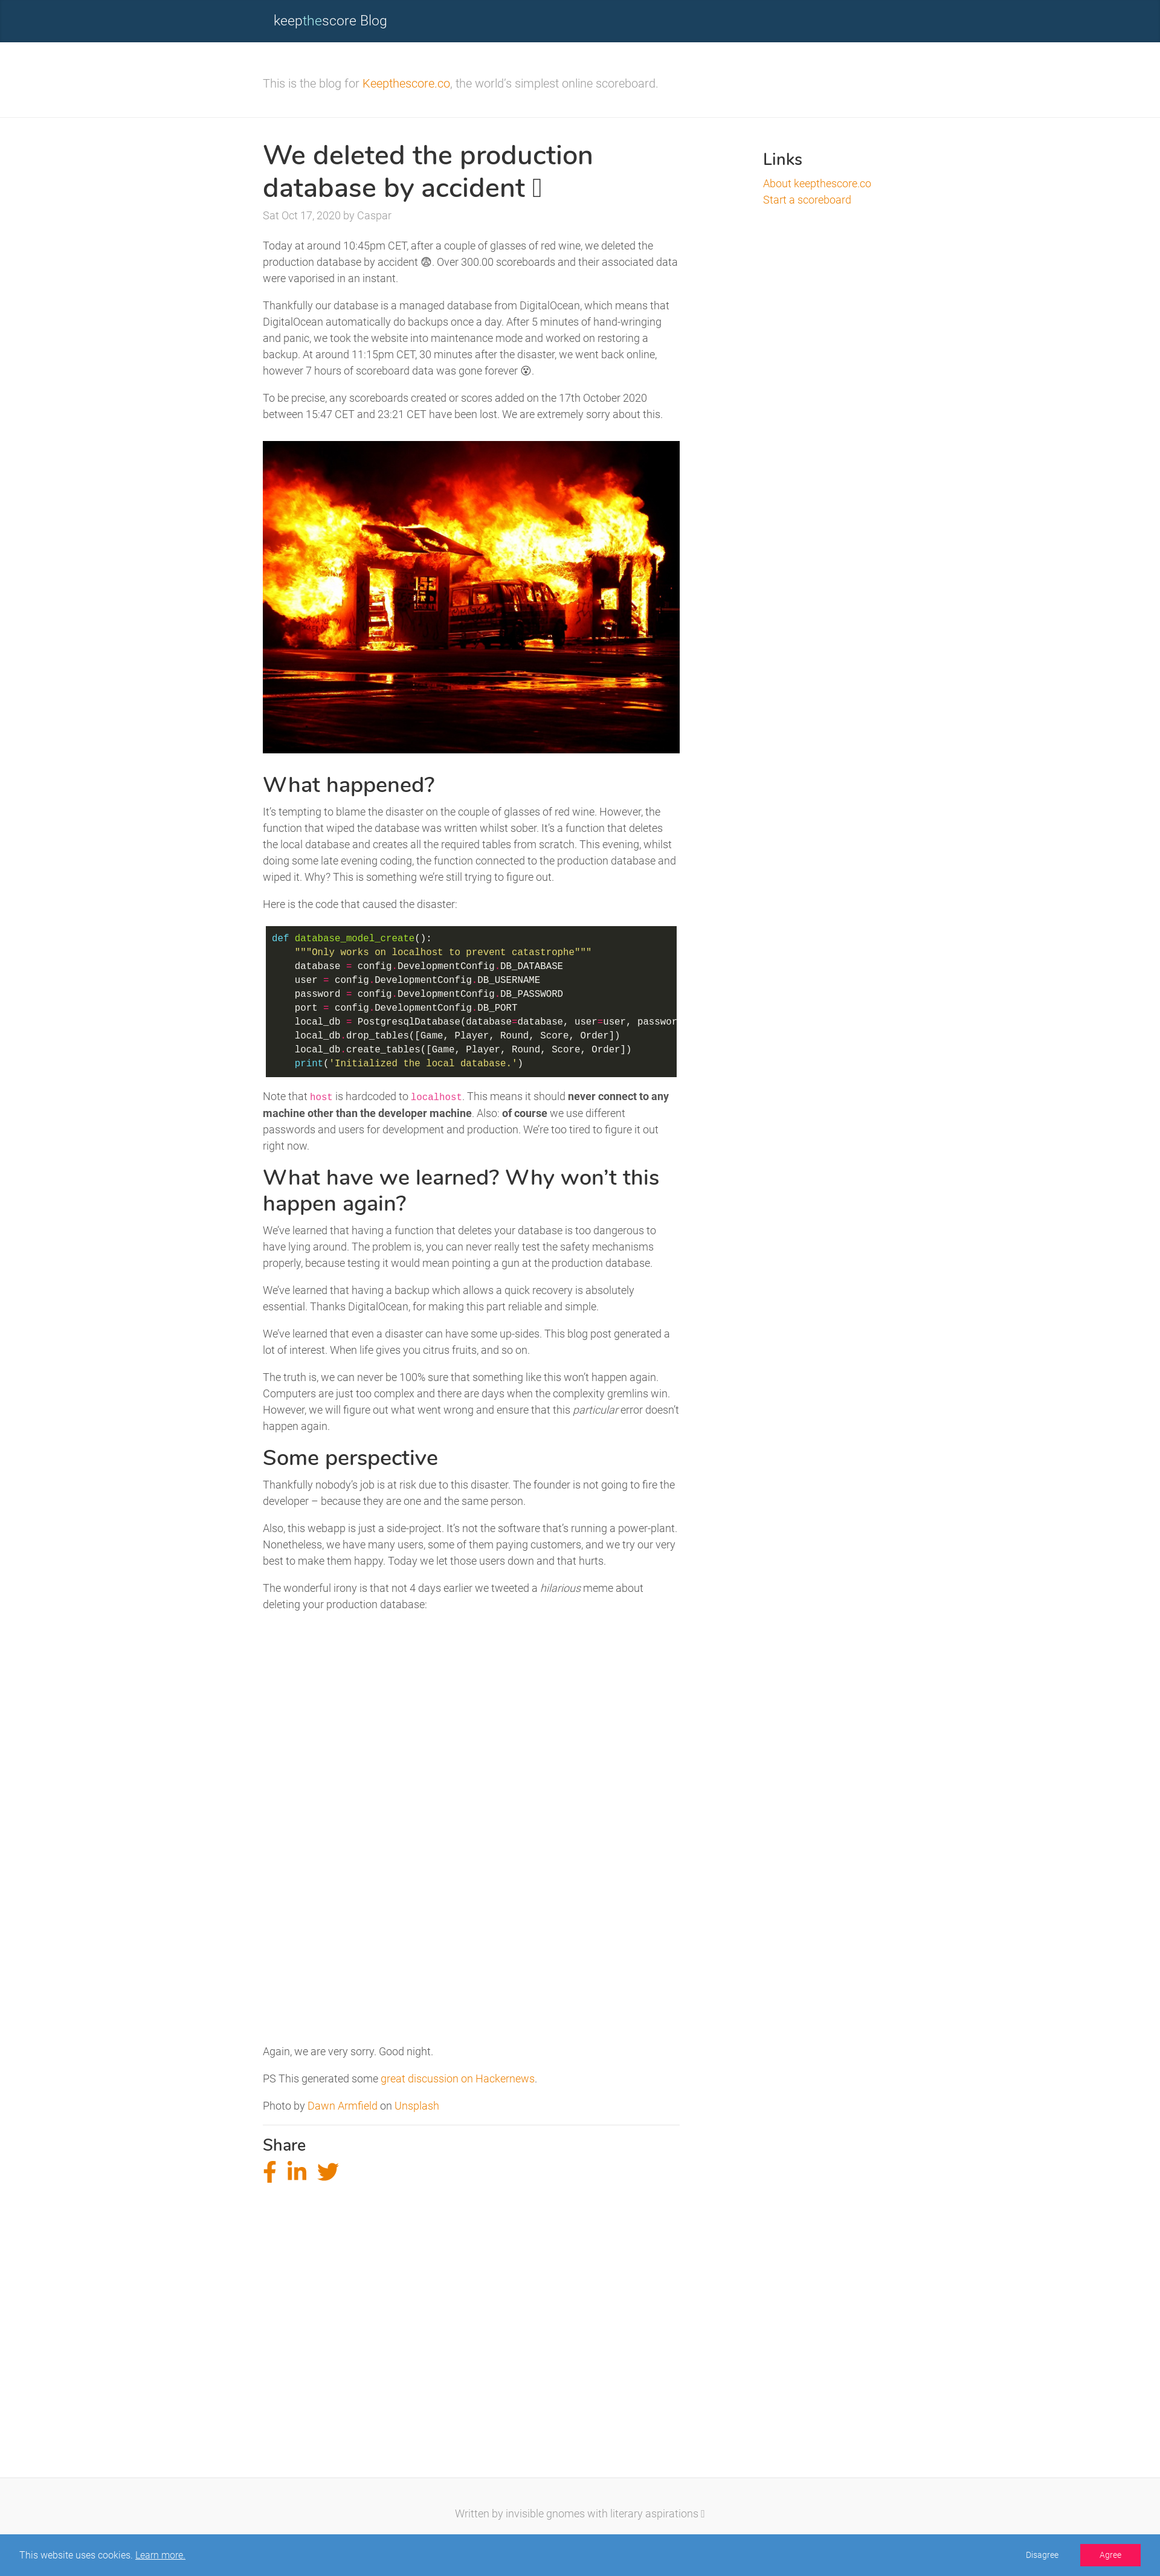 keepthescore Blog
This is the blog for Keepthescore.co, the world's simplest online scoreboard.
We deleted the production
database by accident
Sat Oct 17, 2020 by Caspar
Today at around 10:45pm CET, after a couple of glasses of red wine, we deleted the
production database by accident 😨. Over 300.00 scoreboards and their associated data
were vaporised in an instant.
Thankfully our database is a managed database from DigitalOcean, which means that
DigitalOcean automatically do backups once a day. After 5 minutes of hand-wringing
and panic, we took the website into maintenance mode and worked on restoring a
backup. At around 11:15pm CET, 30 minutes after the disaster, we went back online,
however 7 hours of scoreboard data was gone forever 😵.
To be precise, any scoreboards created or scores added on the 17th October 2020
between 15:47 CET and 23:21 CET have been lost. We are extremely sorry about this.
What happened?
It's tempting to blame the disaster on the couple of glasses of red wine. However, the
function that wiped the database was written whilst sober. It's a function that deletes
the local database and creates all the required tables from scratch. This evening, whilst
doing some late evening coding, the function connected to the production database and
wiped it. Why? This is something we're still trying to figure out.
Here is the code that caused the disaster:
def database_model_create():
    """Only works on localhost to prevent catastrophe"""
    database = config.DevelopmentConfig.DB_DATABASE
    user = config.DevelopmentConfig.DB_USERNAME
    password = config.DevelopmentConfig.DB_PASSWORD
    port = config.DevelopmentConfig.DB_PORT
    local_db = PostgresqlDatabase(database=database, user=user, passwor
    local_db.drop_tables([Game, Player, Round, Score, Order])
    local_db.create_tables([Game, Player, Round, Score, Order])
    print('Initialized the local database.')
Note that host is hardcoded to localhost. This means it should never connect to any
machine other than the developer machine. Also: of course we use different
passwords and users for development and production. We're too tired to figure it out
right now.
What have we learned? Why won't this
happen again?
We've learned that having a function that deletes your database is too dangerous to
have lying around. The problem is, you can never really test the safety mechanisms
properly, because testing it would mean pointing a gun at the production database.
We've learned that having a backup which allows a quick recovery is absolutely
essential. Thanks DigitalOcean, for making this part reliable and simple.
We've learned that even a disaster can have some up-sides. This blog post generated a
lot of interest. When life gives you citrus fruits, and so on.
The truth is, we can never be 100% sure that something like this won't happen again.
Computers are just too complex and there are days when the complexity gremlins win.
However, we will figure out what went wrong and ensure that this particular error doesn't
happen again.
Some perspective
Thankfully nobody's job is at risk due to this disaster. The founder is not going to fire the
developer – because they are one and the same person.
Also, this webapp is just a side-project. It's not the software that's running a power-plant.
Nonetheless, we have many users, some of them paying customers, and we try our very
best to make them happy. Today we let those users down and that hurts.
The wonderful irony is that not 4 days earlier we tweeted a hilarious meme about
deleting your production database:
Again, we are very sorry. Good night.
PS This generated some great discussion on Hackernews.
Photo by Dawn Armfield on Unsplash
Share
Links
About keepthescore.co
Start a scoreboard
Written by invisible gnomes with literary aspirations
This website uses cookies. Learn more.
Disagree
Agree